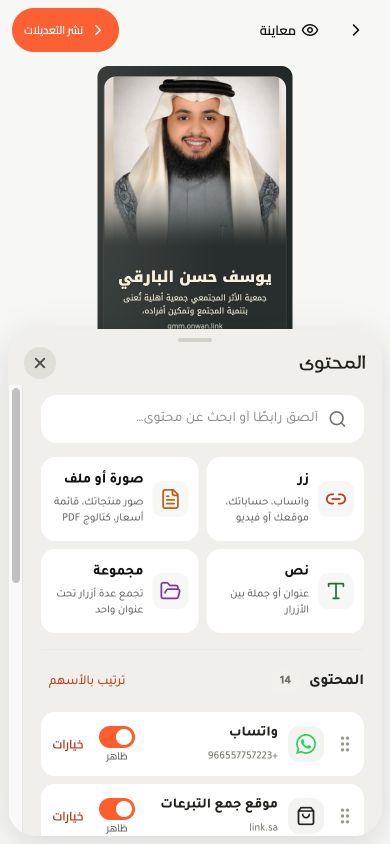 معاينة
نشر التعديلات
يوسف حسن البارقي
جمعية الأثر المجتمعي جمعية أهلية تُعنى
بتنمية المجتمع وتمكين أفراده،
qmm.onwan.link
المحتوى
ألصق رابطًا أو ابحث عن محتوى...
زر
واتساب، حساباتك،
موقعك أو فيديو
صورة أو ملف
صور منتجاتك، قائمة
أسعار، كتالوج PDF
نص
عنوان أو جملة بين
الأزرار
مجموعة
تجمع عدة أزرار تحت
عنوان واحد
المحتوى 14
ترتيب بالأسهم
واتساب
+966557757223
ظاهر
خيارات
موقع جمع التبرعات
link.sa
ظاهر
خيارات